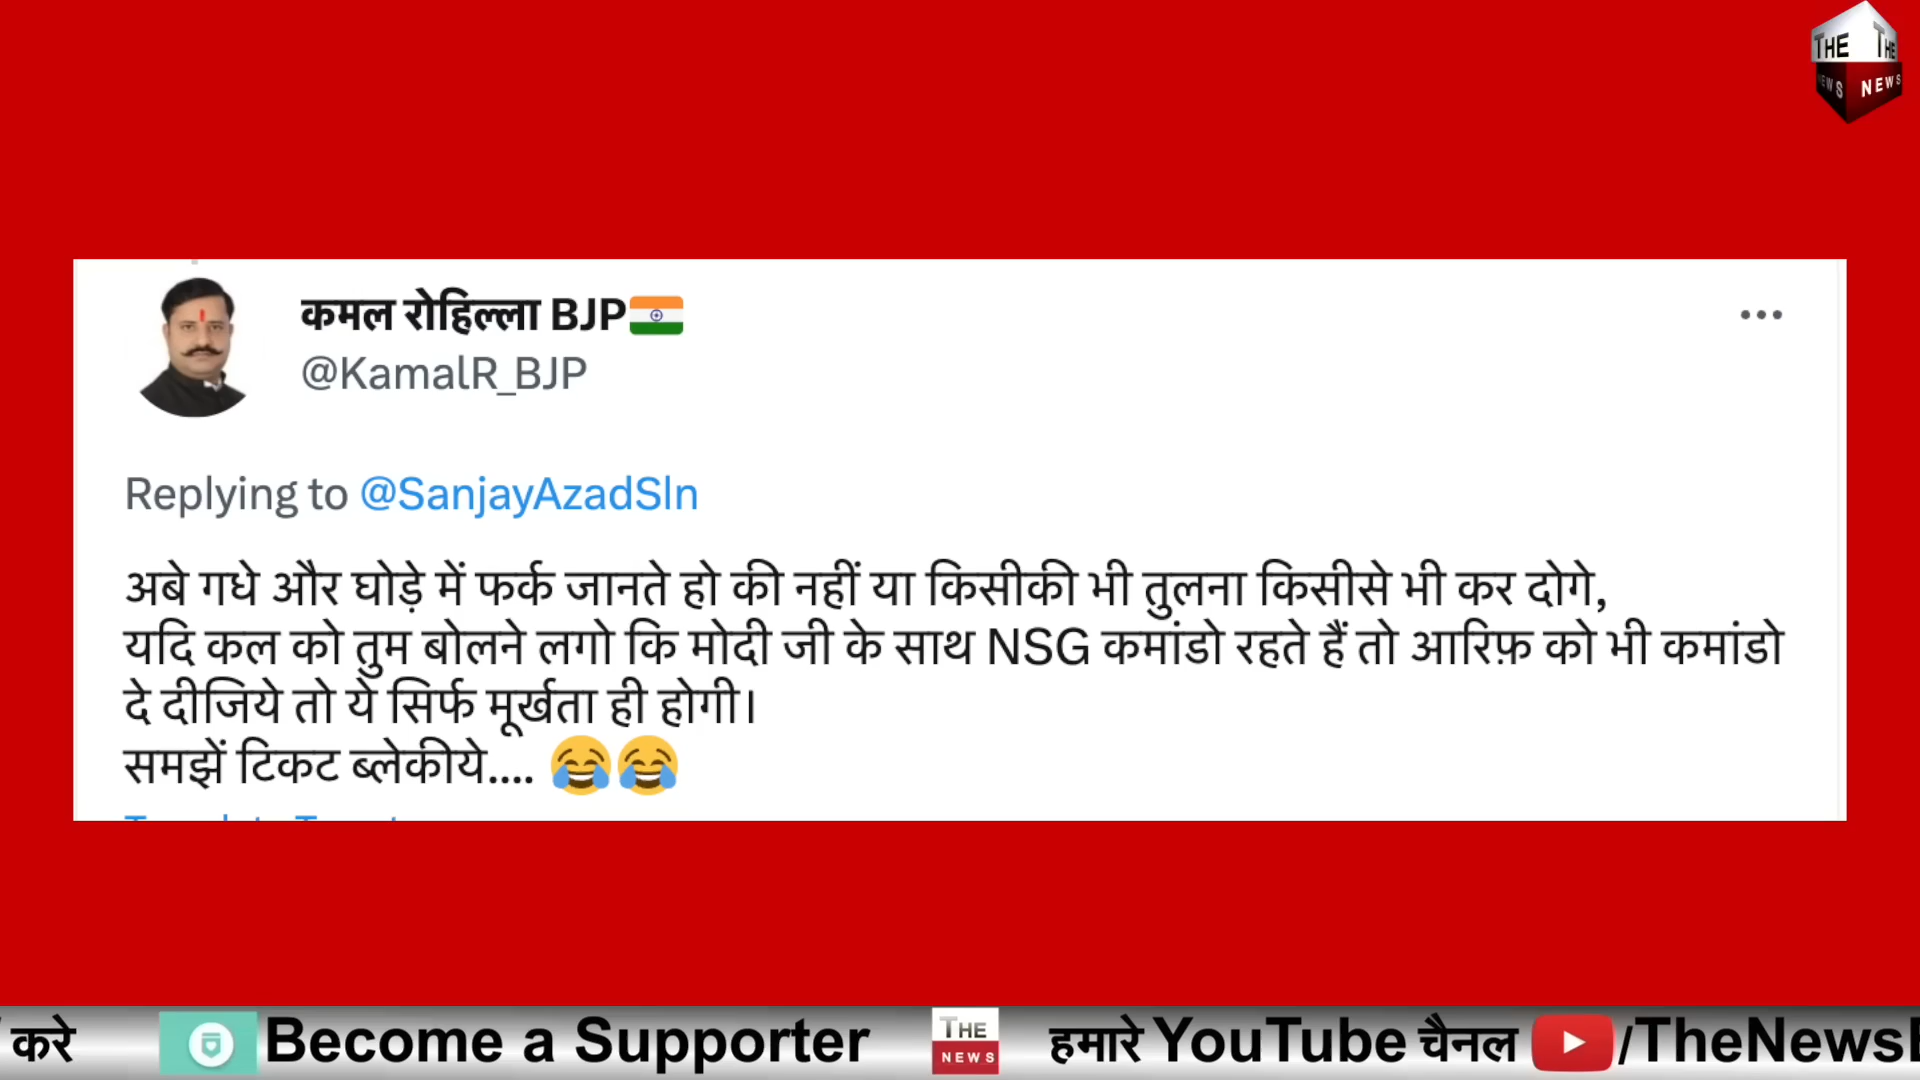 THE THE
NEWS NEWS
कमल रोहिल्ला BJP🇮🇳
@KamalR_BJP
Replying to @SanjayAzadSln
अबे गधे और घोड़े में फर्क जानते हो की नहीं या किसीकी भी तुलना किसीसे भी कर दोगे,
यदि कल को तुम बोलने लगो कि मोदी जी के साथ NSG कमांडो रहते हैं तो आरिफ़ को भी कमांडो
दे दीजिये तो ये सिर्फ मूर्खता ही होगी।
समझें टिकट ब्लेकीये.... 😂😂
करे Become a Supporter THE NEWS हमारे YouTube चैनल /TheNews